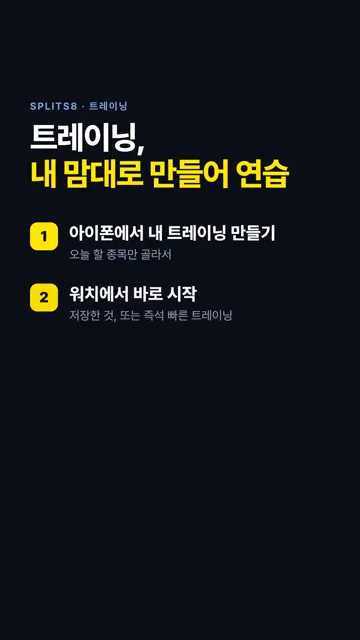 SPLITS8 · 트레이닝
트레이닝,
내 맘대로 만들어 연습
1
아이폰에서 내 트레이닝 만들기
오늘 할 종목만 골라서
2
워치에서 바로 시작
저장한 것, 또는 즉석 빠른 트레이닝